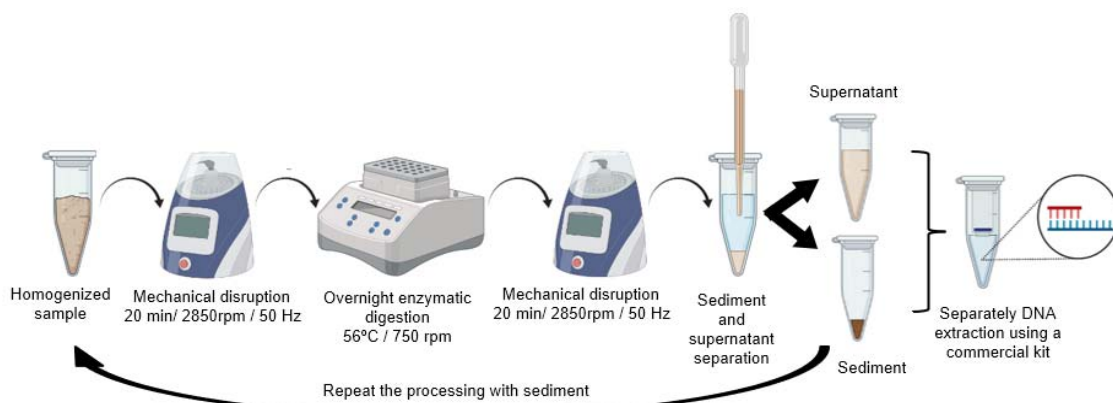 Homogenized
sample
Mechanical disruption
20 min/ 2850rpm / 50 Hz
Overnight enzymatic
digestion
56ºC / 750 rpm
Mechanical disruption
20 min/ 2850rpm / 50 Hz
Sediment
and
supernatant
separation
Supernatant
Sediment
Separately DNA
extraction using a
commercial kit
Repeat the processing with sediment